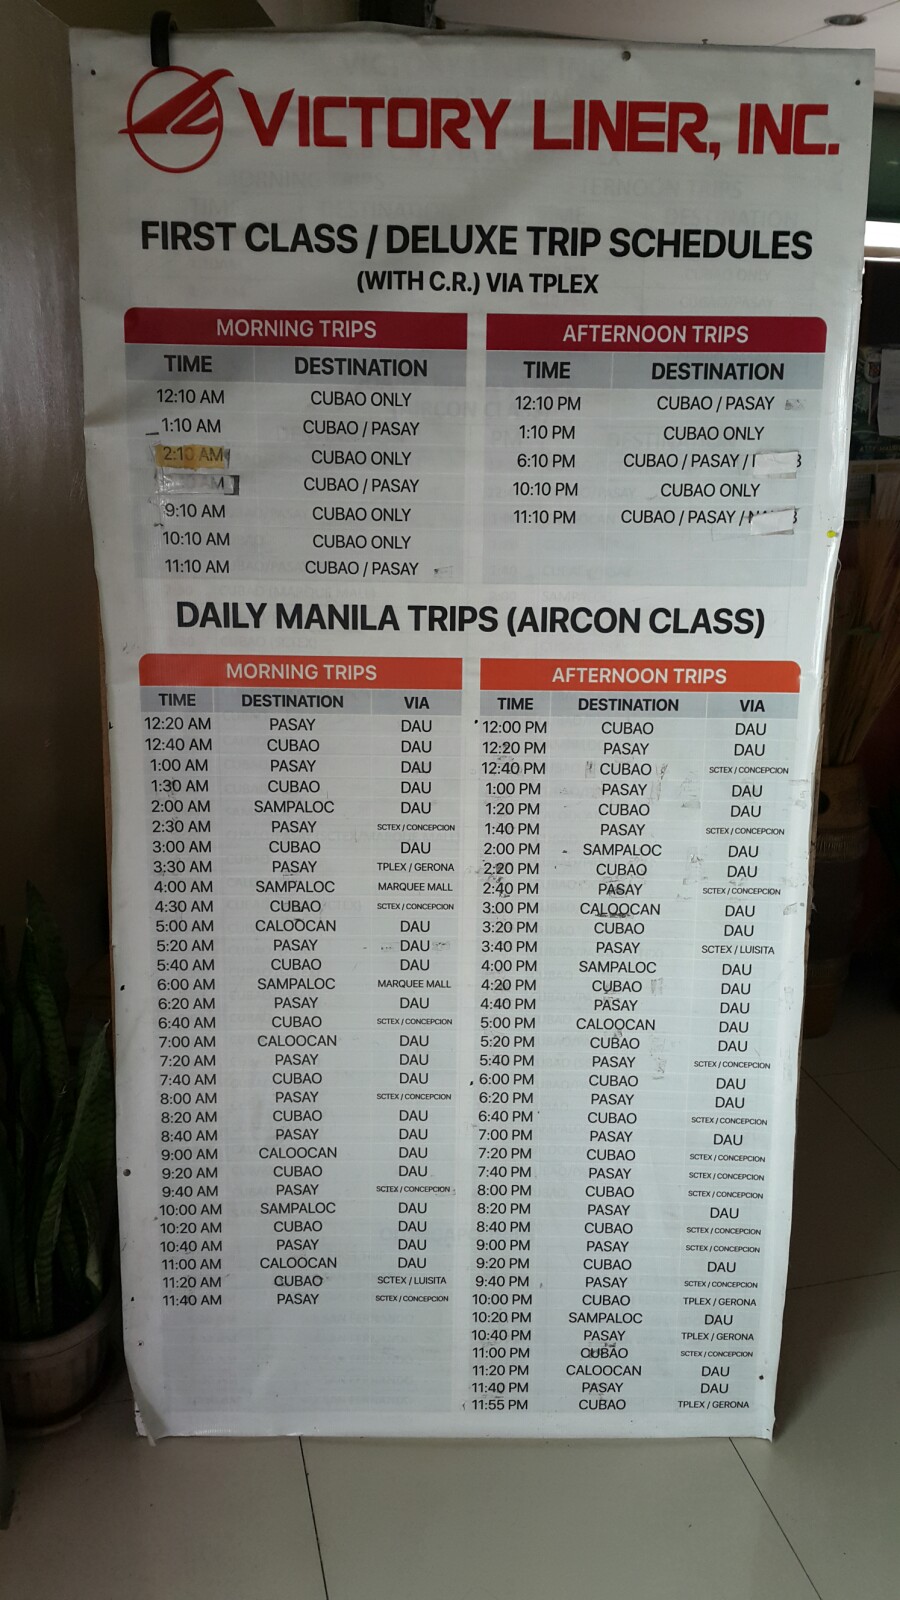 VICTORY LINER, INC.
FIRST CLASS / DELUXE TRIP SCHEDULES
(WITH C.R.) VIA TPLEX
MORNING TRIPS
TIME DESTINATION
12:10 AM CUBAO ONLY
1:10 AM CUBAO / PASAY
2:10 AM CUBAO ONLY
AM CUBAO / PASAY
9:10 AM CUBAO ONLY
10:10 AM CUBAO ONLY
11:10 AM CUBAO / PASAY
AFTERNOON TRIPS
TIME DESTINATION
12:10 PM CUBAO / PASAY
1:10 PM CUBAO ONLY
6:10 PM CUBAO / PASAY /
10:10 PM CUBAO ONLY
11:10 PM CUBAO / PASAY /
DAILY MANILA TRIPS (AIRCON CLASS)
MORNING TRIPS
TIME DESTINATION VIA
12:20 AM PASAY DAU
12:40 AM CUBAO DAU
1:00 AM PASAY DAU
1:30 AM CUBAO DAU
2:00 AM SAMPALOC DAU
2:30 AM PASAY SCTEX / CONCEPCION
3:00 AM CUBAO DAU
3:30 AM PASAY TPLEX / GERONA
4:00 AM SAMPALOC MARQUEE MALL
4:30 AM CUBAO SCTEX / CONCEPCION
5:00 AM CALOOCAN DAU
5:20 AM PASAY DAU
5:40 AM CUBAO DAU
6:00 AM SAMPALOC MARQUEE MALL
6:20 AM PASAY DAU
6:40 AM CUBAO SCTEX / CONCEPCION
7:00 AM CALOOCAN DAU
7:20 AM PASAY DAU
7:40 AM CUBAO DAU
8:00 AM PASAY SCTEX / CONCEPCION
8:20 AM CUBAO DAU
8:40 AM PASAY DAU
9:00 AM CALOOCAN DAU
9:20 AM CUBAO DAU
9:40 AM PASAY SCTEX / CONCEPCION
10:00 AM SAMPALOC DAU
10:20 AM CUBAO DAU
10:40 AM PASAY DAU
11:00 AM CALOOCAN DAU
11:20 AM CUBAO SCTEX / LUISITA
11:40 AM PASAY SCTEX / CONCEPCION
AFTERNOON TRIPS
TIME DESTINATION VIA
12:00 PM CUBAO DAU
12:20 PM PASAY DAU
12:40 PM CUBAO SCTEX / CONCEPCION
1:00 PM PASAY DAU
1:20 PM CUBAO DAU
1:40 PM PASAY SCTEX / CONCEPCION
2:00 PM SAMPALOC DAU
2:20 PM CUBAO DAU
2:40 PM PASAY SCTEX / CONCEPCION
3:00 PM CALOOCAN DAU
3:20 PM CUBAO DAU
3:40 PM PASAY SCTEX / LUISITA
4:00 PM SAMPALOC DAU
4:20 PM CUBAO DAU
4:40 PM PASAY DAU
5:00 PM CALOOCAN DAU
5:20 PM CUBAO DAU
5:40 PM PASAY SCTEX / CONCEPCION
6:00 PM CUBAO DAU
6:20 PM PASAY DAU
6:40 PM CUBAO SCTEX / CONCEPCION
7:00 PM PASAY DAU
7:20 PM CUBAO SCTEX / CONCEPCION
7:40 PM PASAY SCTEX / CONCEPCION
8:00 PM CUBAO SCTEX / CONCEPCION
8:20 PM PASAY DAU
8:40 PM CUBAO SCTEX / CONCEPCION
9:00 PM PASAY SCTEX / CONCEPCION
9:20 PM CUBAO DAU
9:40 PM PASAY SCTEX / CONCEPCION
10:00 PM CUBAO TPLEX / GERONA
10:20 PM SAMPALOC DAU
10:40 PM PASAY TPLEX / GERONA
11:00 PM CUBAO SCTEX / CONCEPCION
11:20 PM CALOOCAN DAU
11:40 PM PASAY DAU
11:55 PM CUBAO TPLEX / GERONA